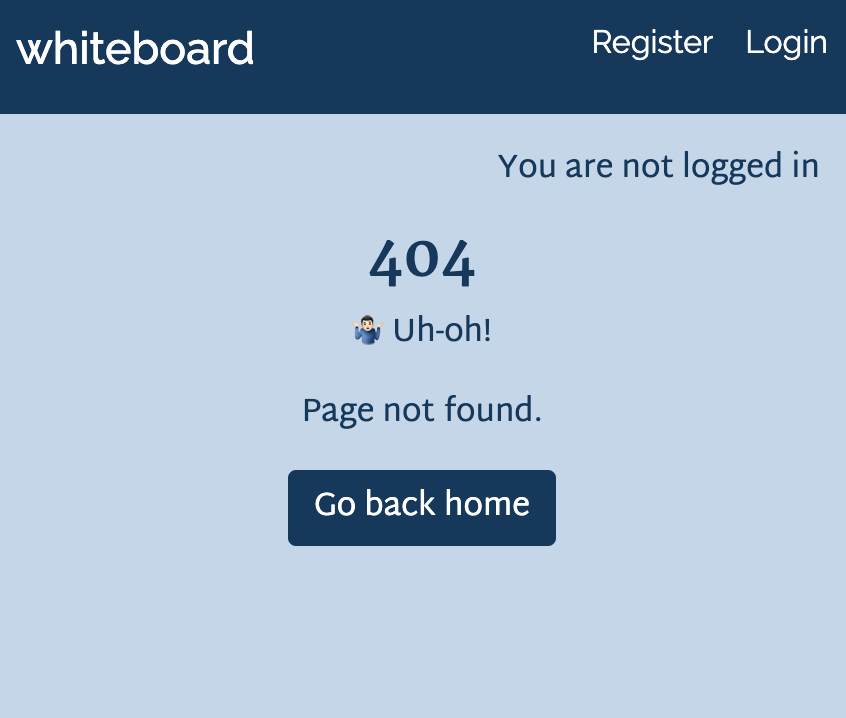 whiteboard
Register Login
You are not logged in
404
🤷🏻‍♂️ Uh-oh!
Page not found.
Go back home